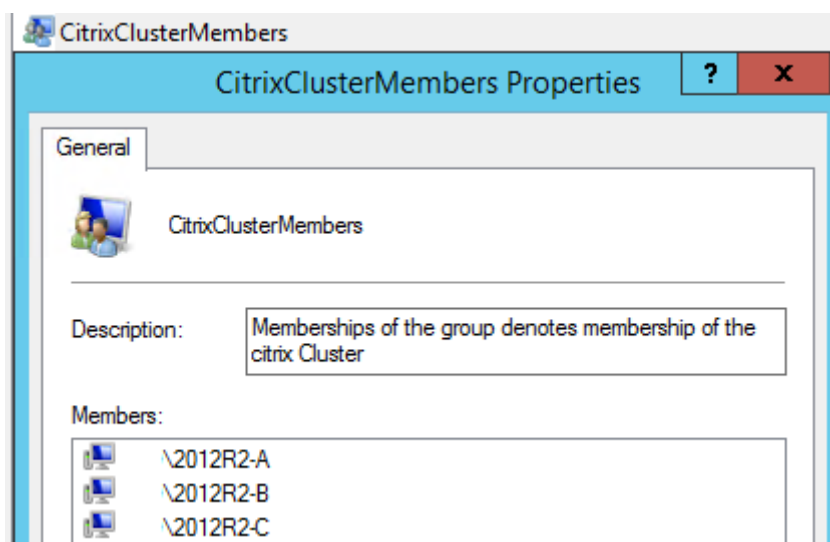 CitrixClusterMembers
CitrixClusterMembers Properties
? x
General
CitrixClusterMembers
Description:
Memberships of the group denotes membership of the
citrix Cluster
Members:
\2012R2-A
\2012R2-B
\2012R2-C